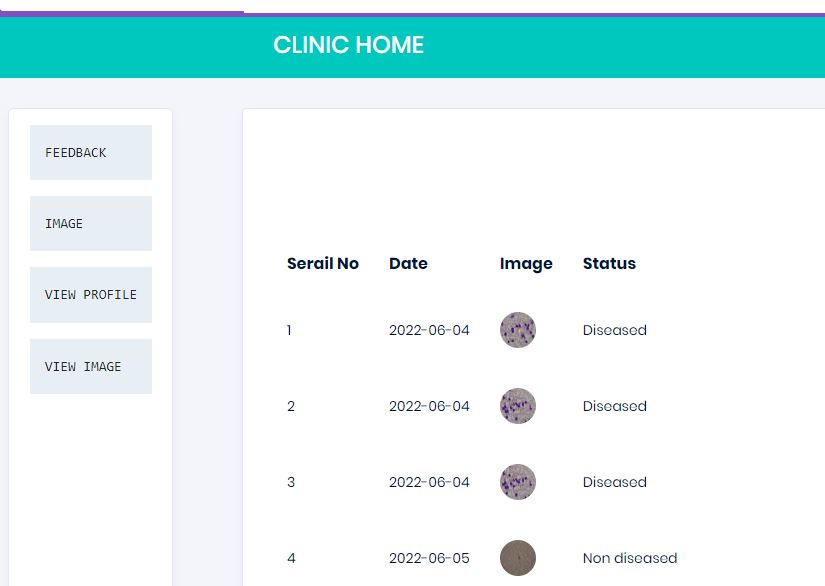 CLINIC HOME
FEEDBACK
IMAGE
VIEW PROFILE
VIEW IMAGE
Serail No Date Image Status
1 2022-06-04 Diseased
2 2022-06-04 Diseased
3 2022-06-04 Diseased
4 2022-06-05 Non diseased